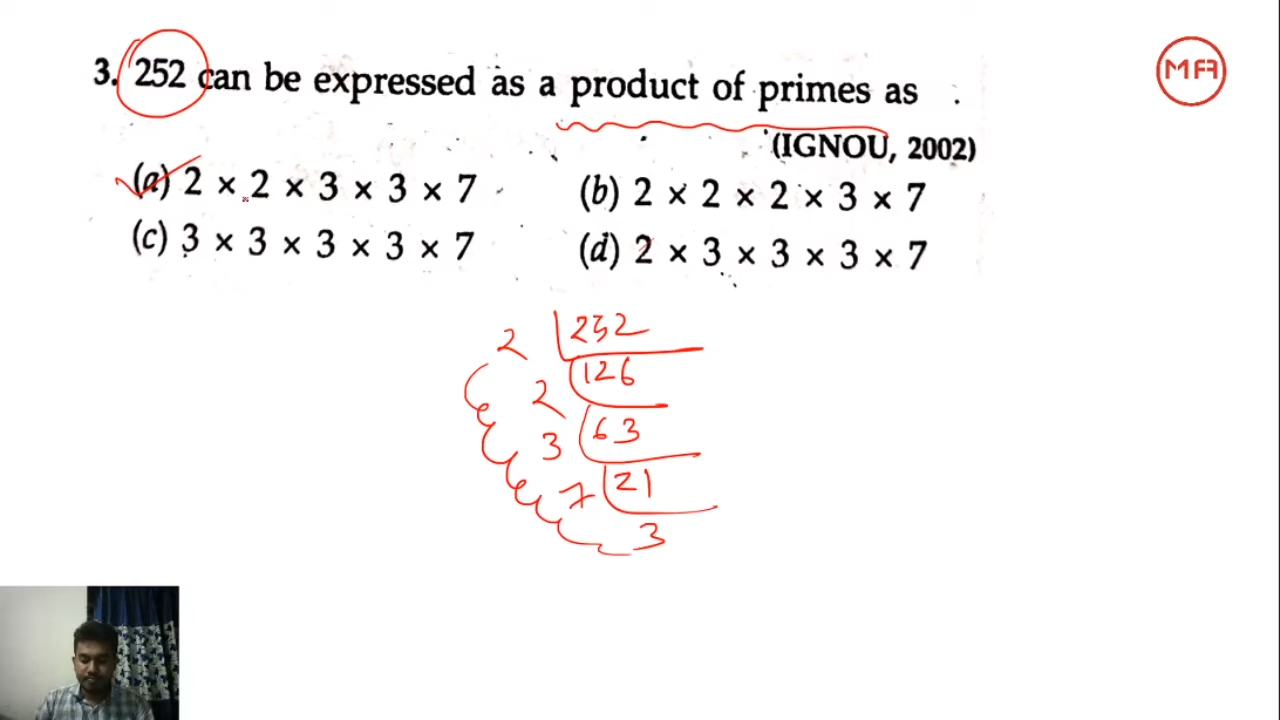 MFA
3. 252 can be expressed as a product of primes as .
(IGNOU, 2002)
(a) 2 × 2 × 3 × 3 × 7 (b) 2 × 2 × 2 × 3 × 7
(c) 3 × 3 × 3 × 3 × 7 (d) 2 × 3 × 3 × 3 × 7
2 252
2 126
3 63
7 21
3